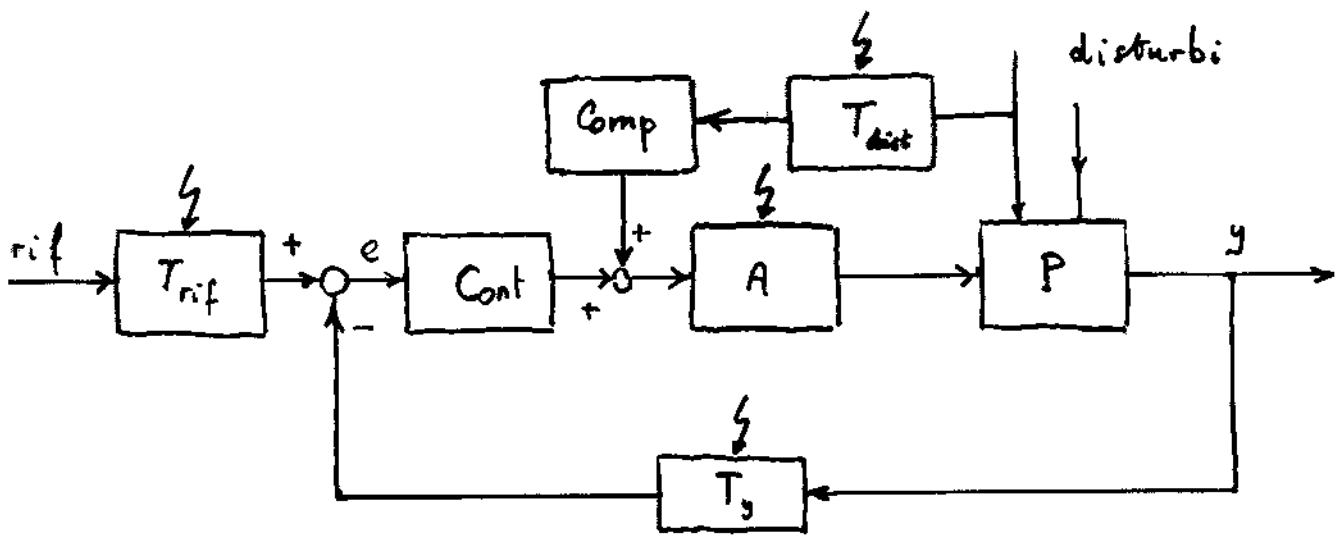 disturbi
Comp
T_dist
rif
T_rif
+
-
e
Cont
+
+
A
P
y
T_y